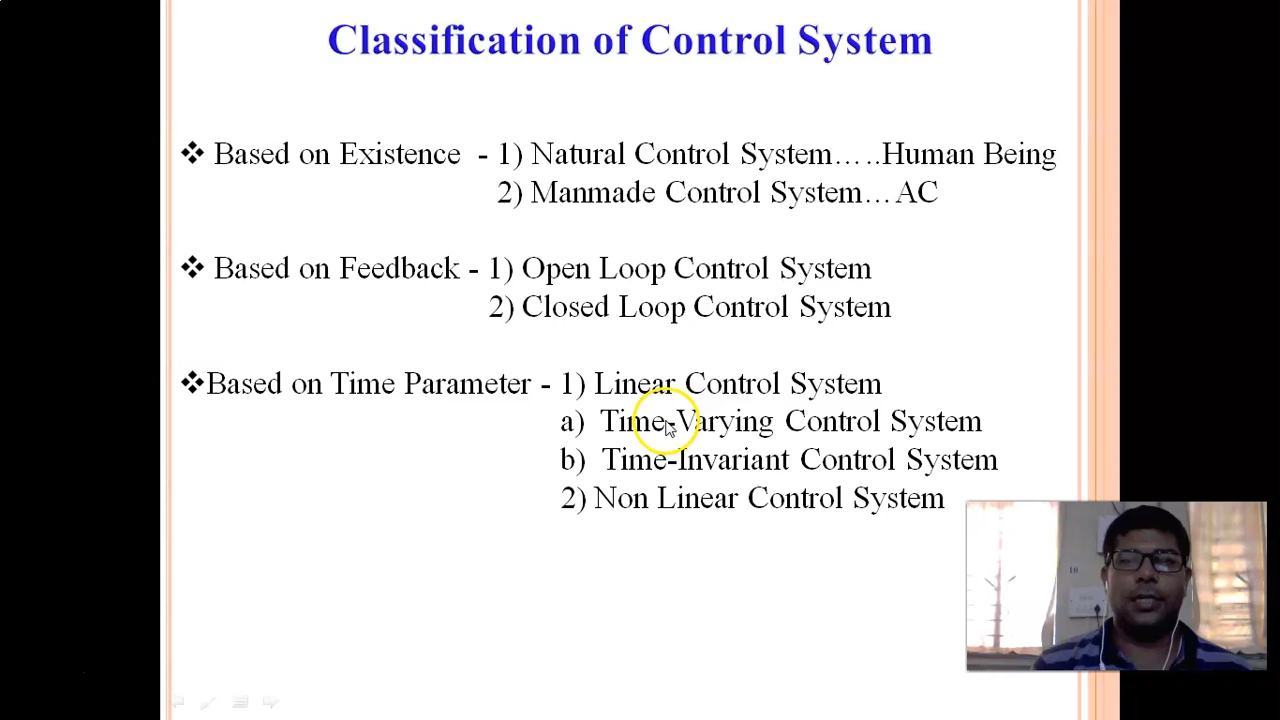 Classification of Control System
❖ Based on Existence - 1) Natural Control System…..Human Being
2) Manmade Control System…AC
❖ Based on Feedback - 1) Open Loop Control System
2) Closed Loop Control System
❖Based on Time Parameter - 1) Linear Control System
a) Time-Varying Control System
b) Time-Invariant Control System
2) Non Linear Control System
10